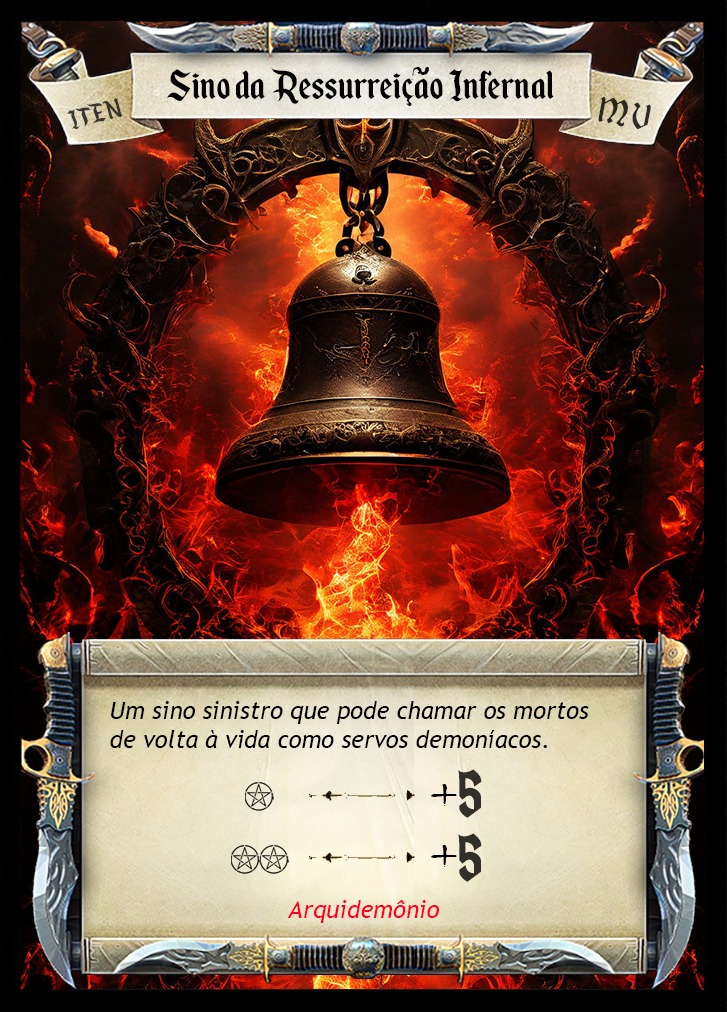 Sino da Ressurreição Infernal
ITEN
MU
Um sino sinistro que pode chamar os mortos
de volta à vida como servos demoníacos.
+5
+5
Arquidemônio